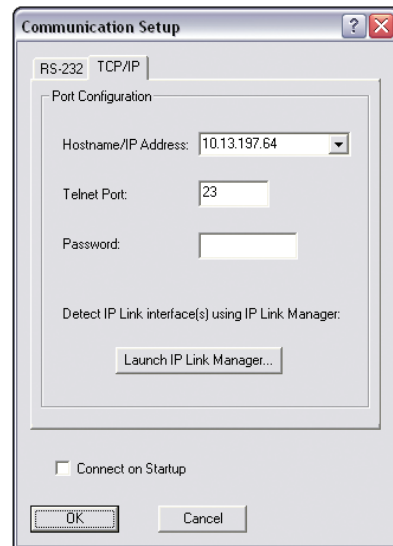 Communication Setup
?
RS-232 TCP/IP
Port Configuration
Hostname/IP Address: 10.13.197.64
Telnet Port: 23
Password:
Detect IP Link interface(s) using IP Link Manager:
Launch IP Link Manager...
Connect on Startup
OK Cancel